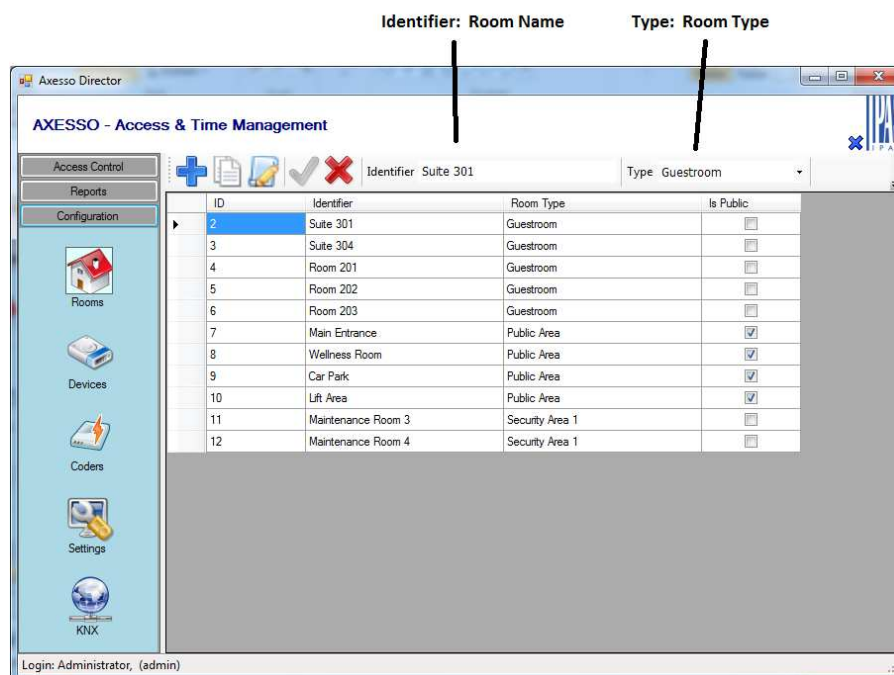 Identifier: Room Name Type: Room Type
Axesso Director
AXESSO - Access & Time Management
IPA
IPA
Access Control
Reports
Configuration
Rooms
Devices
Coders
Settings
KNX
Identifier Suite 301 Type Guestroom
ID Identifier Room Type Is Public
2 Suite 301 Guestroom
3 Suite 304 Guestroom
4 Room 201 Guestroom
5 Room 202 Guestroom
6 Room 203 Guestroom
7 Main Entrance Public Area
8 Wellness Room Public Area
9 Car Park Public Area
10 Lift Area Public Area
11 Maintenance Room 3 Security Area 1
12 Maintenance Room 4 Security Area 1
Login: Administrator, (admin)